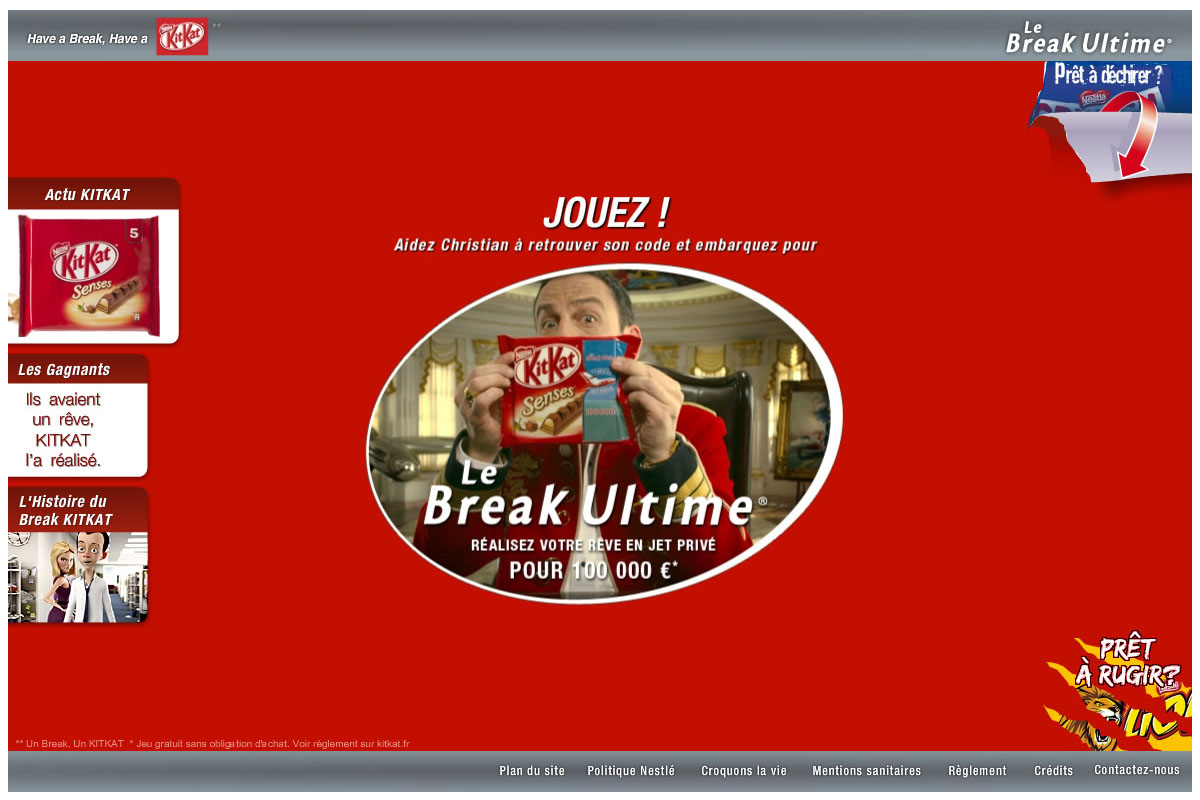 Have a Break, Have a
Nestlé KitKat **
Le
Break Ultime®
Prêt à déchirer ?
Nestlé
Actu KITKAT
5
Nestlé
KitKat
Senses
Les Gagnants
Ils avaient
un rêve,
KITKAT
l'a réalisé.
L'Histoire du
Break KITKAT
JOUEZ !
Aidez Christian à retrouver son code et embarquez pour
Nestlé
KitKat
Senses
Le
Break Ultime®
RÉALISEZ VOTRE RÊVE EN JET PRIVÉ
POUR 100 000 €*
PRÊT
À RUGIR?
Nestlé
** Un Break, Un KITKAT * Jeu gratuit sans obligation d'achat. Voir règlement sur kitkat.fr
Plan du site Politique Nestlé Croquons la vie Mentions sanitaires Règlement Crédits Contactez-nous